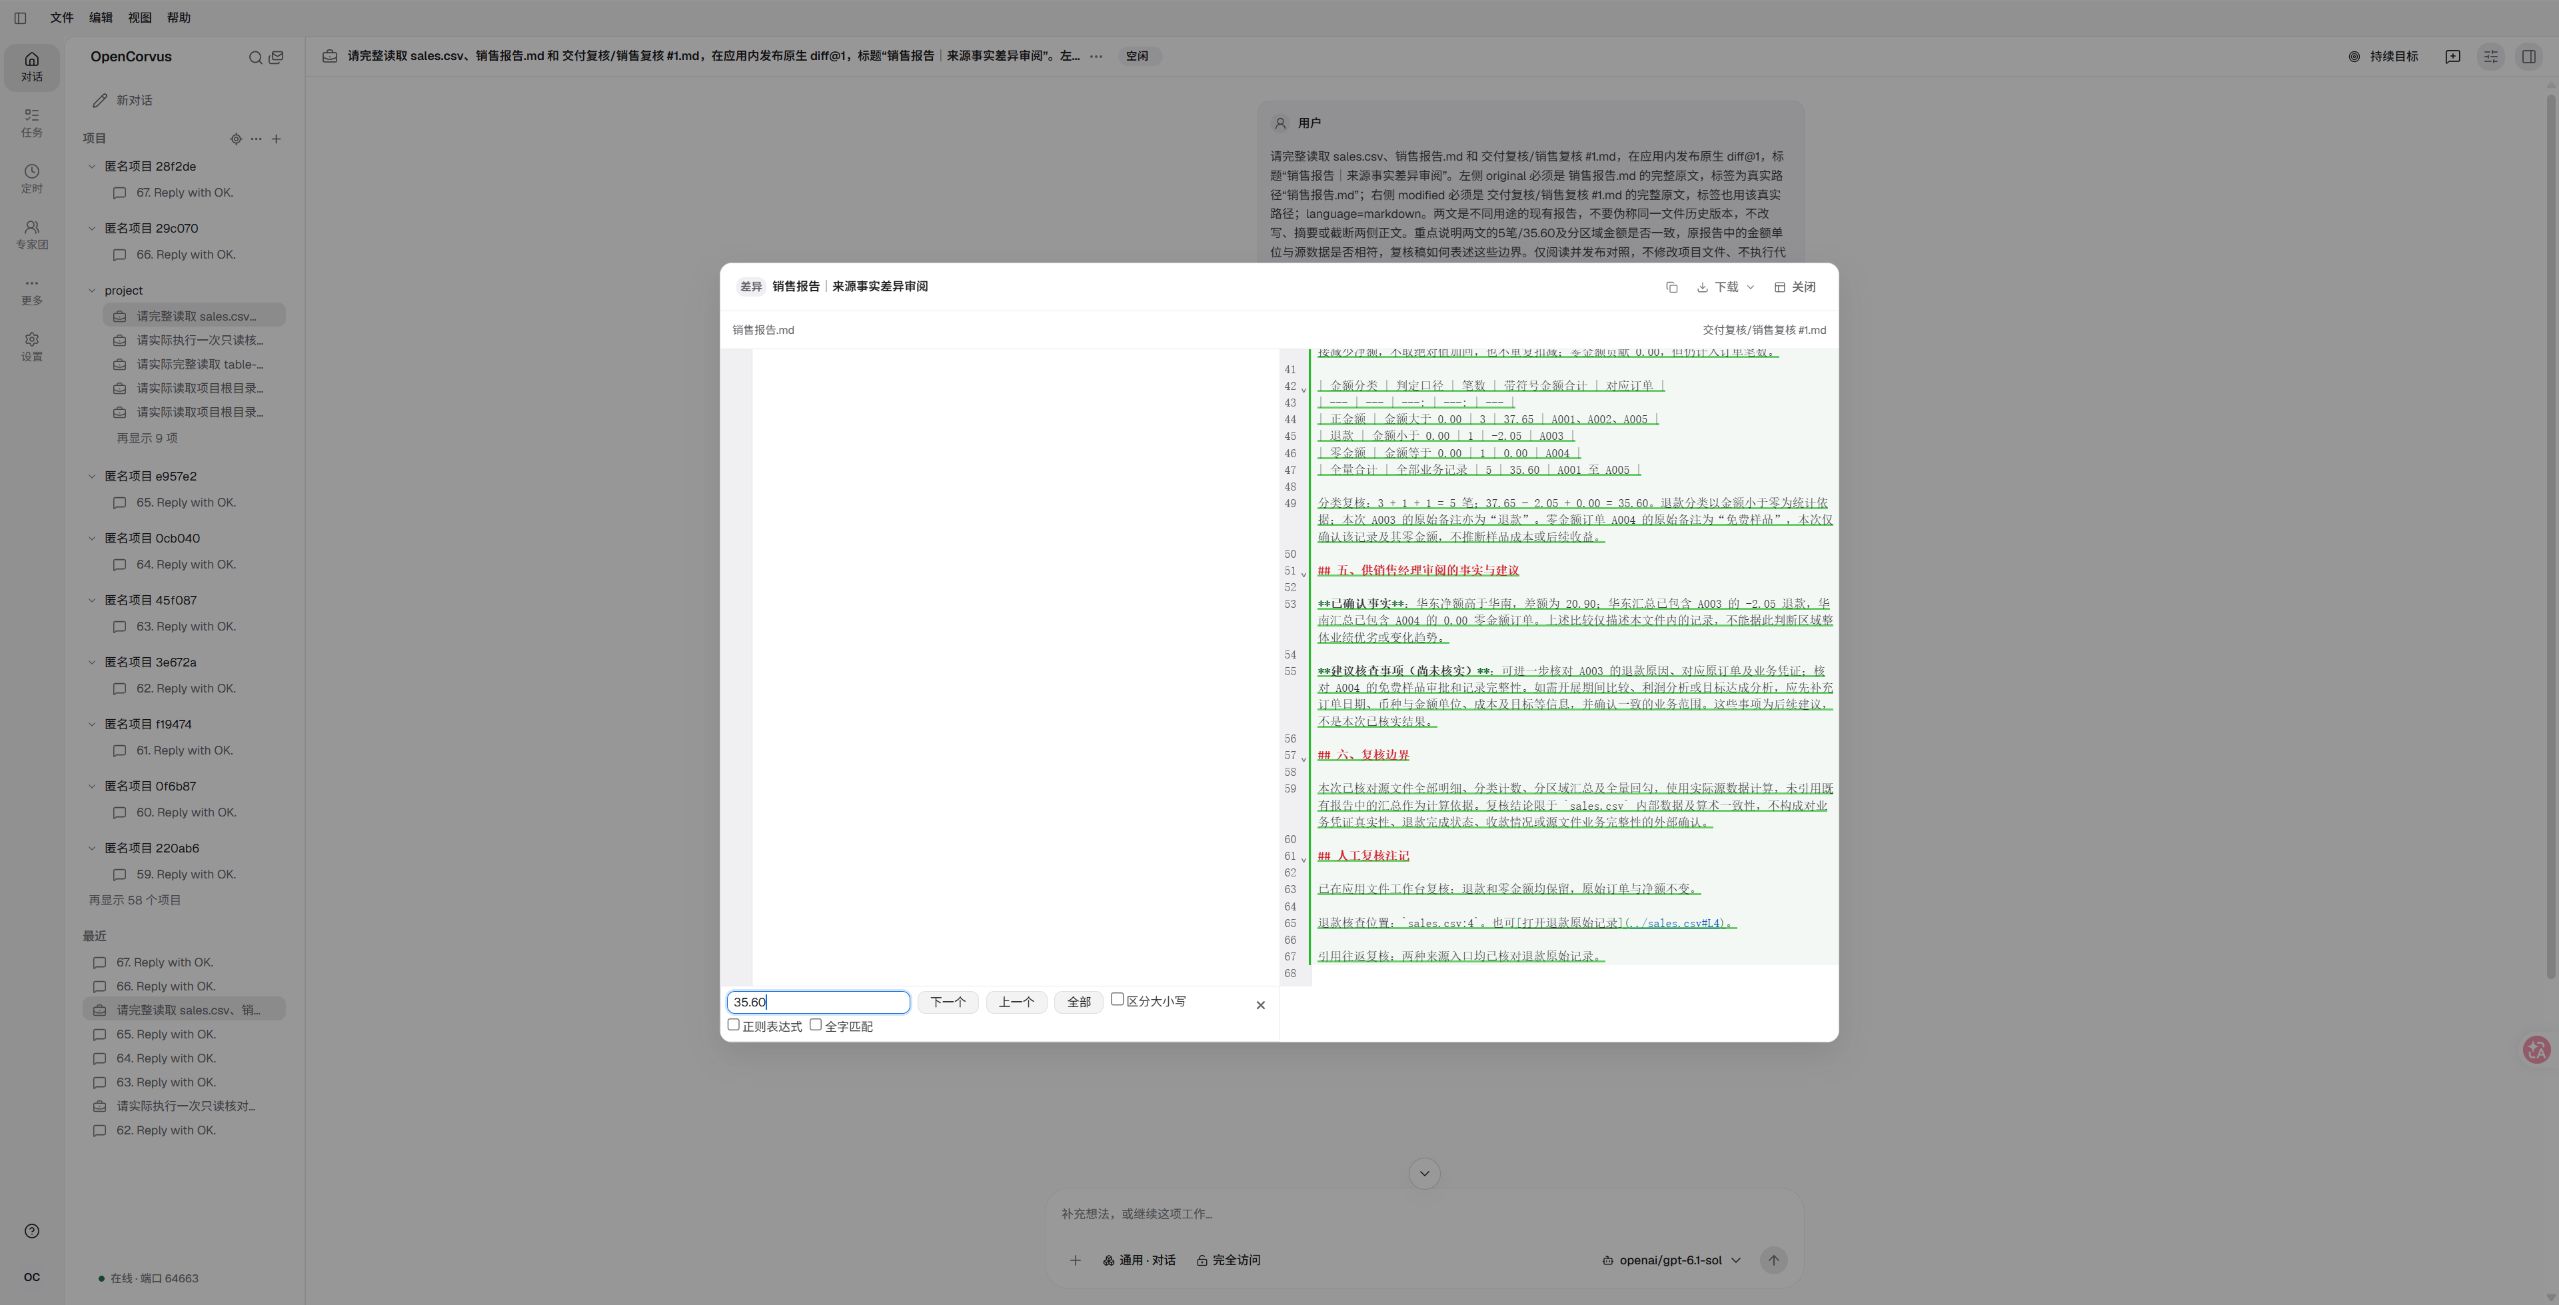 文件 编辑 视图 帮助
对话
任务
定时
专家团
更多
设置
OC
OpenCorvus
新对话
项目
匿名项目 28f2de
67. Reply with OK.
匿名项目 29c070
66. Reply with OK.
project
请完整读取 sales.csv...
请实际执行一次只读核...
请实际完整读取 table-...
请实际读取项目根目录...
请实际读取项目根目录...
再显示 9 项
匿名项目 e957e2
65. Reply with OK.
匿名项目 0cb040
64. Reply with OK.
匿名项目 45f087
63. Reply with OK.
匿名项目 3e672a
62. Reply with OK.
匿名项目 f19474
61. Reply with OK.
匿名项目 0f6b87
60. Reply with OK.
匿名项目 220ab6
59. Reply with OK.
再显示 58 个项目
最近
67. Reply with OK.
66. Reply with OK.
请完整读取 sales.csv、销...
65. Reply with OK.
64. Reply with OK.
63. Reply with OK.
请实际执行一次只读核对...
62. Reply with OK.
在线 · 端口 64663
请完整读取 sales.csv、销售报告.md 和 交付复核/销售复核 #1.md，在应用内发布原生 diff@1，标题“销售报告｜来源事实差异审阅”。左... ··· 空闲
持续目标
用户
请完整读取 sales.csv、销售报告.md 和 交付复核/销售复核 #1.md，在应用内发布原生 diff@1，标
题“销售报告｜来源事实差异审阅”。左侧 original 必须是 销售报告.md 的完整原文，标签为真实路
径“销售报告.md”；右侧 modified 必须是 交付复核/销售复核 #1.md 的完整原文，标签也用该真实
路径；language=markdown。两文是不同用途的现有报告，不要伪称同一文件历史版本，不改
写、摘要或截断两侧正文。重点说明两文的5笔/35.60及分区域金额是否一致，原报告中的金额单
位与源数据是否相符，复核稿如何表述这些边界。仅阅读并发布对照，不修改项目文件、不执行代
差异 销售报告｜来源事实差异审阅
下载 关闭
销售报告.md
交付复核/销售复核 #1.md
接减少净额，不取绝对值加回，也不重复扣减；零金额贡献 0.00，但仍计入订单笔数。
41
42 | 金额分类 | 判定口径 | 笔数 | 带符号金额合计 | 对应订单 |
43 | --- | --- | ---: | ---: | --- |
44 | 正金额 | 金额大于 0.00 | 3 | 37.65 | A001、A002、A005 |
45 | 退款 | 金额小于 0.00 | 1 | -2.05 | A003 |
46 | 零金额 | 金额等于 0.00 | 1 | 0.00 | A004 |
47 | 全量合计 | 全部业务记录 | 5 | 35.60 | A001 至 A005 |
48
49 分类复核：3 + 1 + 1 = 5 笔；37.65 - 2.05 + 0.00 = 35.60。退款分类以金额小于零为统计依
据；本次 A003 的原始备注亦为“退款”。零金额订单 A004 的原始备注为“免费样品”，本次仅
确认该记录及其零金额，不推断样品成本或后续收益。
50
51 ## 五、供销售经理审阅的事实与建议
52
53 **已确认事实**：华东净额高于华南，差额为 20.90；华东汇总已包含 A003 的 -2.05 退款，华
南汇总已包含 A004 的 0.00 零金额订单。上述比较仅描述本文件内的记录，不能据此判断区域整
体业绩优劣或变化趋势。
54
55 **建议核查事项（尚未核实）**：可进一步核对 A003 的退款原因、对应原订单及业务凭证；核
对 A004 的免费样品审批和记录完整性。如需开展期间比较、利润分析或目标达成分析，应先补充
订单日期、币种与金额单位、成本及目标等信息，并确认一致的业务范围。这些事项为后续建议，
不是本次已核实结果。
56
57 ## 六、复核边界
58
59 本次已核对源文件全部明细、分类计数、分区域汇总及全量回勾，使用实际源数据计算，未引用既
有报告中的汇总作为计算依据。复核结论限于 `sales.csv` 内部数据及算术一致性，不构成对业
务凭证真实性、退款完成状态、收款情况或源文件业务完整性的外部确认。
60
61 ## 人工复核注记
62
63 已在应用文件工作台复核：退款和零金额均保留，原始订单与净额不变。
64
65 退款核查位置：`sales.csv:4`。也可[打开退款原始记录](../sales.csv#L4)。
66
67 引用往返复核：两种来源入口均已核对退款原始记录。
68
35.60 下一个 上一个 全部 区分大小写 ×
正则表达式 全字匹配
补充想法，或继续这项工作...
通用 · 对话 完全访问 openai/gpt-6.1-sol